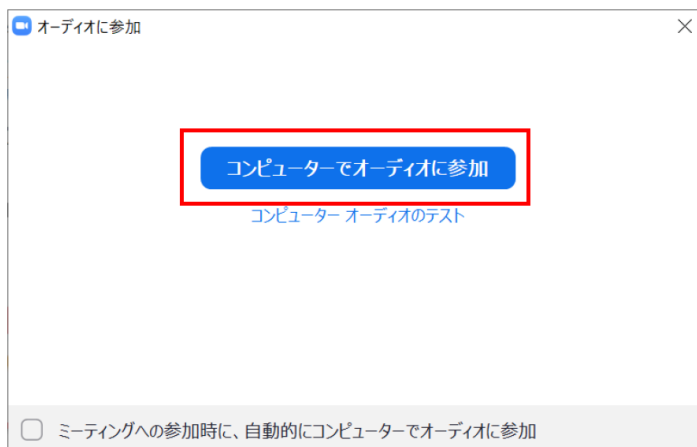 オーディオに参加
コンピューターでオーディオに参加
コンピューター オーディオのテスト
ミーティングへの参加時に、自動的にコンピューターでオーディオに参加